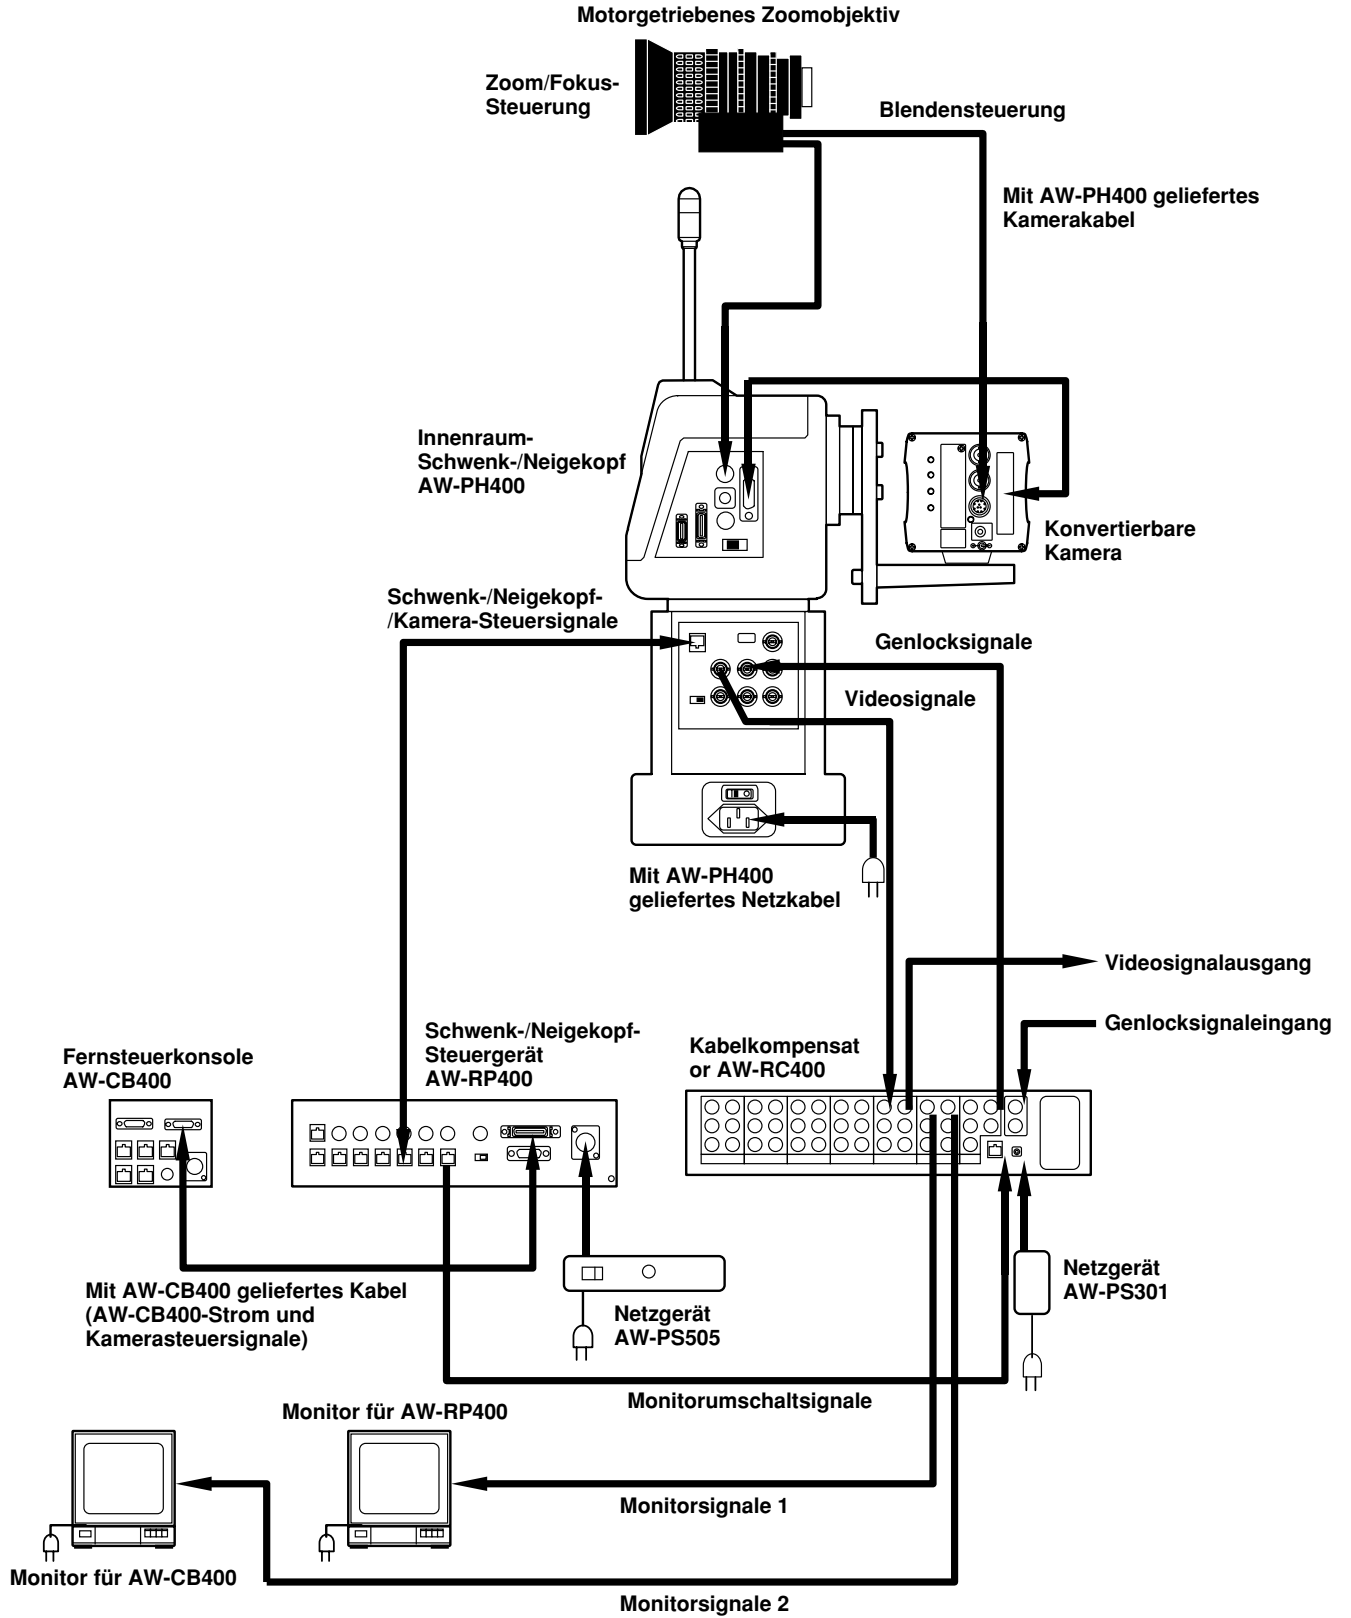 Motorgetriebenes Zoomobjektiv
Zoom/Fokus-
Steuerung
Blendensteuerung
Mit AW-PH400 geliefertes
Kamerakabel
Innenraum-
Schwenk-/Neigekopf
AW-PH400
Konvertierbare
Kamera
Schwenk-/Neigekopf-
/Kamera-Steuersignale
Genlocksignale
Videosignale
Mit AW-PH400
geliefertes Netzkabel
Videosignalausgang
Genlocksignaleingang
Schwenk-/Neigekopf-
Steuergerät
AW-RP400
Kabelkompensat
or AW-RC400
Fernsteuerkonsole
AW-CB400
Mit AW-CB400 geliefertes Kabel
(AW-CB400-Strom und
Kamerasteuersignale)
Netzgerät
AW-PS505
Netzgerät
AW-PS301
Monitorumschaltsignale
Monitor für AW-RP400
Monitorsignale 1
Monitor für AW-CB400
Monitorsignale 2